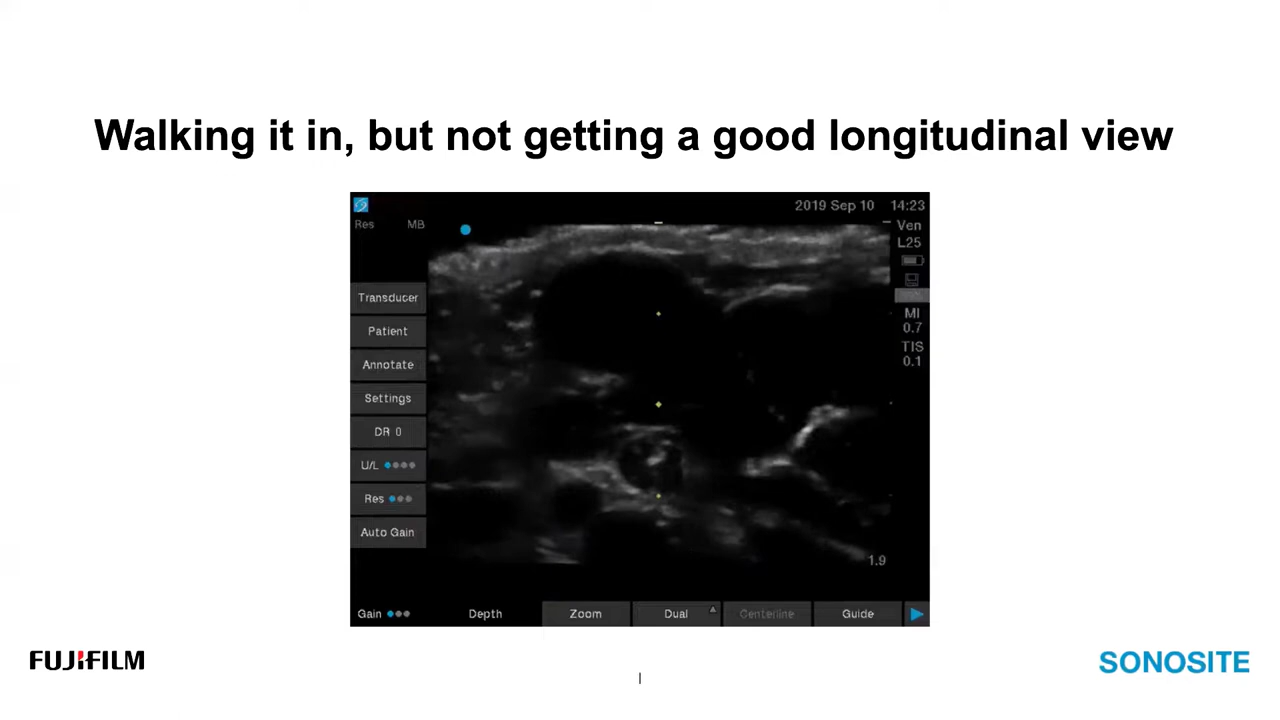 Walking it in, but not getting a good longitudinal view
2019 Sep 10 14:23
Res MB
Ven
L25
Transducer
MI
0.7
Patient
TIS
0.1
Annotate
Settings
DR 0
U/L
Res
Auto Gain
1.9
Gain Depth Zoom Dual Centerline Guide
FUJIFILM
SONOSITE